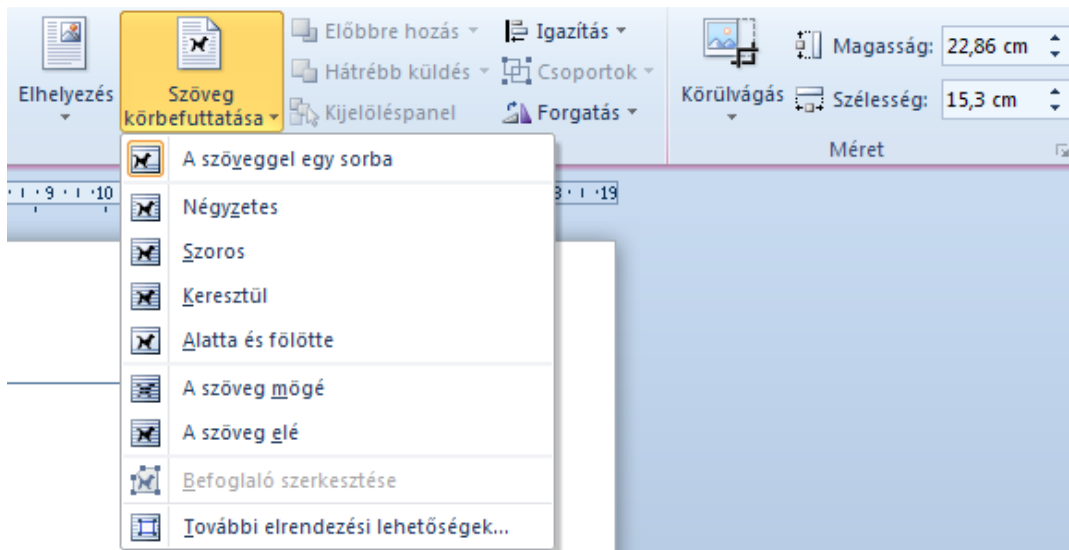 Elhelyezés
Szöveg
körbefuttatása
Előbbre hozás
Hátrébb küldés
Kijelöléspanel
Igazítás
Csoportok
Forgatás
Körülvágás
Magasság: 22,86 cm
Szélesség: 15,3 cm
Méret
A szöveggel egy sorba
Négyzetes
Szoros
Keresztül
Alatta és fölötte
A szöveg mögé
A szöveg elé
Befoglaló szerkesztése
További elrendezési lehetőségek...
9 10
19